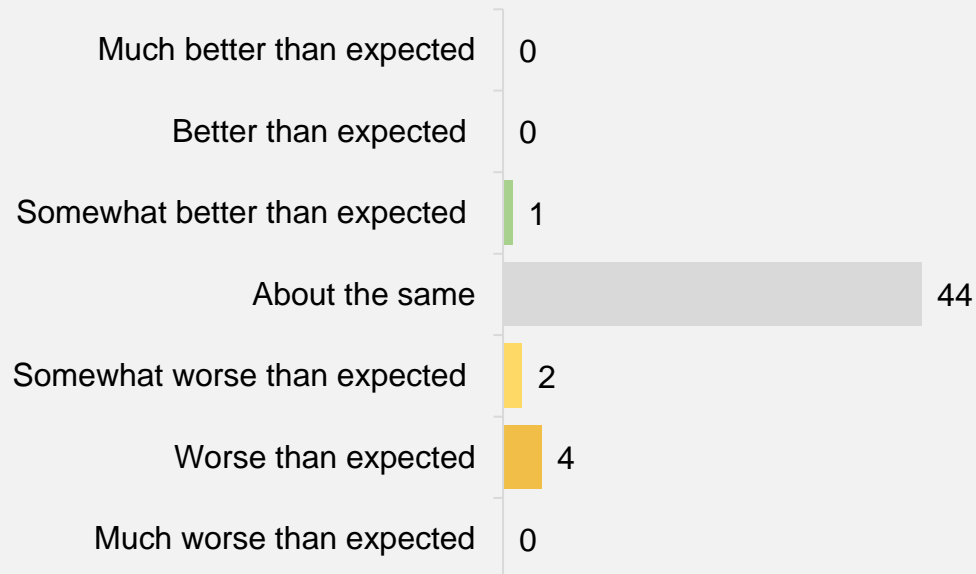 Much better than expected 0
Better than expected 0
Somewhat better than expected 1
About the same 44
Somewhat worse than expected 2
Worse than expected 4
Much worse than expected 0